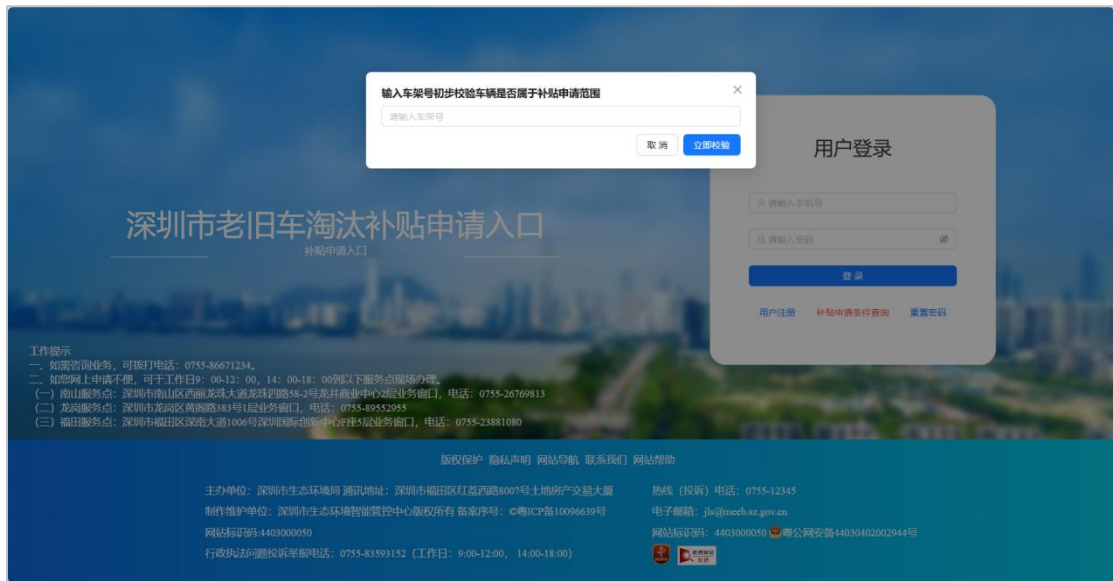 输入车架号初步校验车辆是否属于补贴申请范围
请输入车架号
取 消
立即校验
用户登录
请输入手机号
请输入密码
登 录
用户注册 补贴申请条件查询 重置密码
深圳市老旧车淘汰补贴申请入口
补贴申请入口
工作提示
一、如需咨询业务，可拨打电话：0755-86671234。
二、如您网上申请不便，可于工作日9：00-12：00，14：00-18：00到以下服务点现场办理。
(一) 南山服务点：深圳市南山区西丽龙珠大道龙珠四路58-2号龙井商业中心2层业务窗口，电话：0755-26769813
(二) 龙岗服务点：深圳市龙岗区黄阁路383号1层业务窗口，电话：0755-89552955
(三) 福田服务点：深圳市福田区深南大道1006号深圳国际创新中心F座5层业务窗口，电话：0755-23881080
版权保护 隐私声明 网站导航 联系我们 网站帮助
主办单位：深圳市生态环境局 通讯地址：深圳市福田区红荔西路8007号土地房产交易大厦
热线（投诉）电话：0755-12345
制作维护单位：深圳市生态环境智能管控中心版权所有 备案序号：©粤ICP备10096639号
电子邮箱：jls@meeb.sz.gov.cn
网站标识码:4403000050
网站标识码：4403000050 粤公网安备44030402002944号
行政执法问题投诉举报电话：0755-83593152（工作日：9:00-12:00，14:00-18:00）